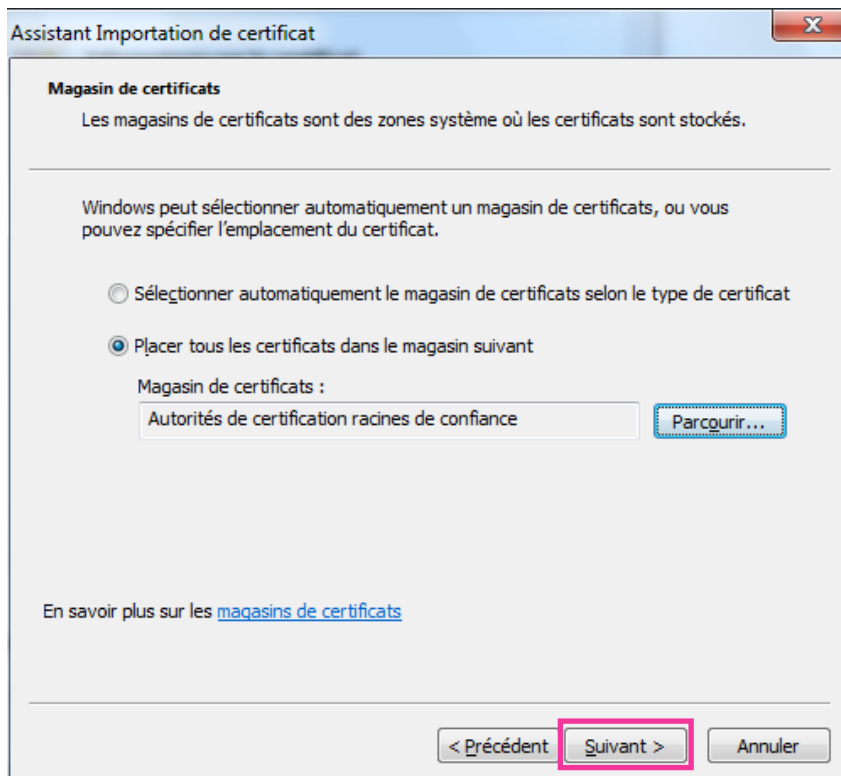 Assistant Importation de certificat
Magasin de certificats
Les magasins de certificats sont des zones système où les certificats sont stockés.
Windows peut sélectionner automatiquement un magasin de certificats, ou vous
pouvez spécifier l'emplacement du certificat.
Sélectionner automatiquement le magasin de certificats selon le type de certificat
Placer tous les certificats dans le magasin suivant
Magasin de certificats :
Autorités de certification racines de confiance
Parcourir...
En savoir plus sur les magasins de certificats
< Précédent
Suivant >
Annuler